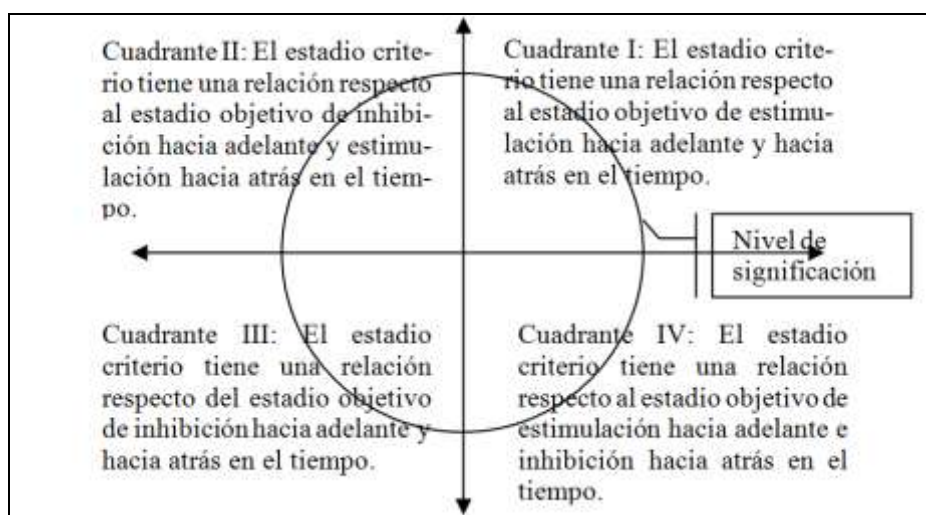 Cuadrante II: El estadio crite-
rio tiene una relación respecto
al estadio objetivo de inhibi-
ción hacia adelante y estimu-
lación hacia atrás en el tiem-
po.
Cuadrante I: El estadio crite-
rio tiene una relación respecto
al estadio objetivo de estimu-
lación hacia adelante y hacia
atrás en el tiempo.
Nivel de
significación
Cuadrante III: El estadio
criterio tiene una relación
respecto del estadio objetivo
de inhibición hacia adelante y
hacia atrás en el tiempo.
Cuadrante IV: El estadio
criterio tiene una relación
respecto al estadio objetivo de
estimulación hacia adelante e
inhibición hacia atrás en el
tiempo.